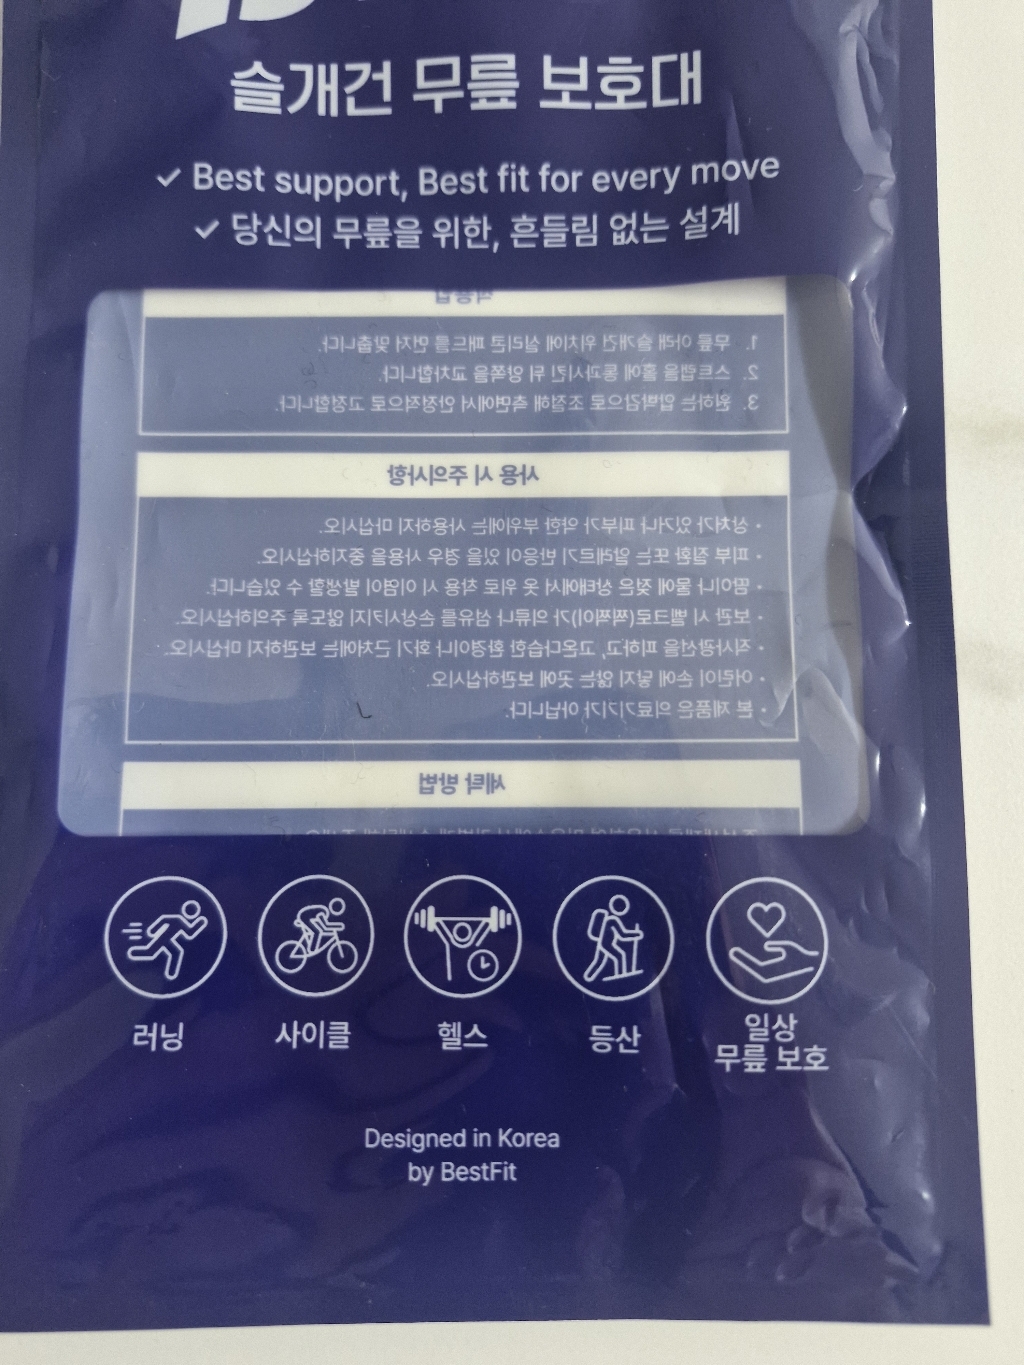 슬개건 무릎 보호대
✓ Best support, Best fit for every move
✓ 당신의 무릎을 위한, 흔들림 없는 설계
착용법
1. 무릎 아래 슬개건 위치에 실리콘 패드를 먼저 맞춥니다.
2. 스트랩을 홀에 통과시킨 뒤 양쪽을 교차합니다.
3. 원하는 압박감으로 조절해 측면에서 안정적으로 고정합니다.
사용 시 주의사항
• 상처가 있거나 피부가 약한 부위에는 사용하지 마십시오.
• 피부 질환 또는 알레르기 반응이 있을 경우 사용을 중지하십시오.
• 땀이나 물에 젖은 상태에서 옷 위로 착용 시 이염이 발생할 수 있습니다.
• 보관 시 벨크로(찍찍이)가 의류나 섬유를 손상시키지 않도록 주의하십시오.
• 직사광선을 피하고, 고온다습한 환경이나 화기 근처에는 보관하지 마십시오.
• 어린이 손에 닿지 않는 곳에 보관하십시오.
• 본 제품은 의료기기가 아닙니다.
세탁 방법
러닝
사이클
헬스
등산
일상
무릎 보호
Designed in Korea
by BestFit